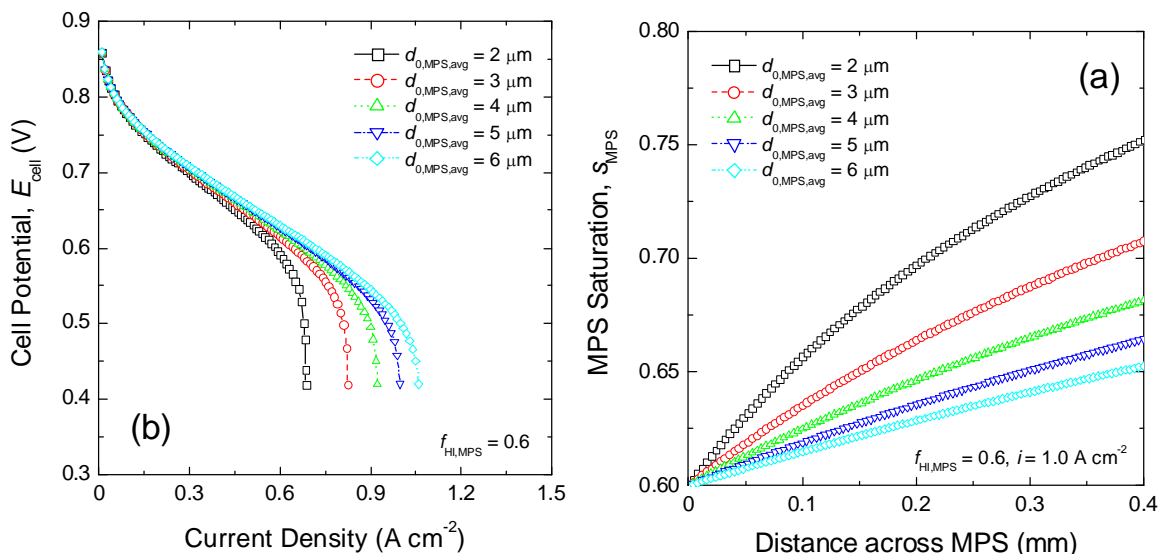 0.9
0.8
0.7
0.6
0.5
0.4
0.3
Cell Potential, E_cell (V)
d_0,MPS,avg = 2 μm
d_0,MPS,avg = 3 μm
d_0,MPS,avg = 4 μm
d_0,MPS,avg = 5 μm
d_0,MPS,avg = 6 μm
(b)
f_HI,MPS = 0.6
0 0.3 0.6 0.9 1.2 1.5
Current Density (A cm⁻²)
0.80
0.75
0.70
0.65
0.60
MPS Saturation, s_MPS
(a)
d_0,MPS,avg = 2 μm
d_0,MPS,avg = 3 μm
d_0,MPS,avg = 4 μm
d_0,MPS,avg = 5 μm
d_0,MPS,avg = 6 μm
f_HI,MPS = 0.6, i = 1.0 A cm⁻²
0 0.1 0.2 0.3 0.4
Distance across MPS (mm)